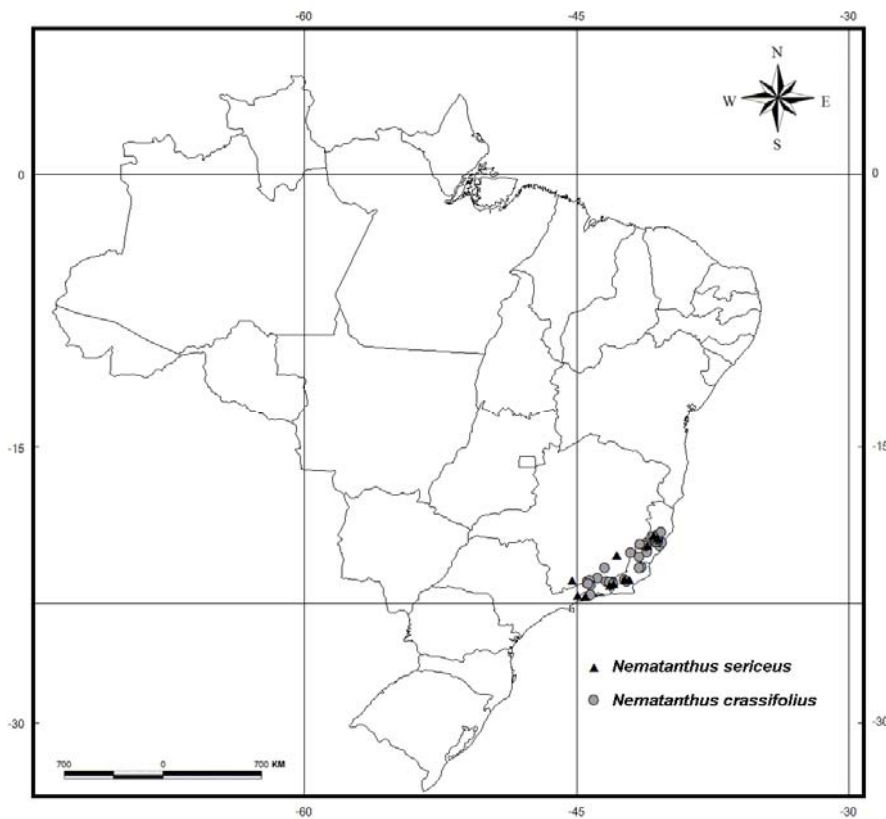 -60 -45 -30
N
W E
S
0 0
-15 -15
Nematanthus sericeus
Nematanthus crassifolius
-30 -30
700 0 700 KM
-60 -45 -30